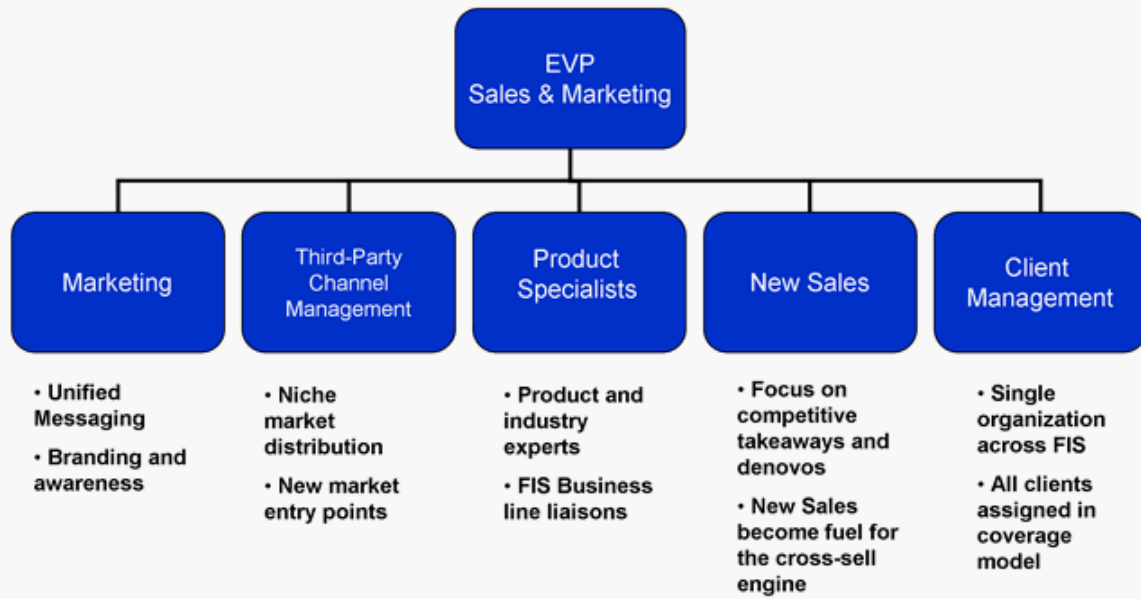 EVP
Sales & Marketing
Marketing
Third-Party
Channel
Management
Product
Specialists
New Sales
Client
Management
• Unified
Messaging
• Branding and
awareness
• Niche
market
distribution
• New market
entry points
• Product and
industry
experts
• FIS Business
line liaisons
• Focus on
competitive
takeaways and
denovos
• New Sales
become fuel for
the cross-sell
engine
• Single
organization
across FIS
• All clients
assigned in
coverage
model